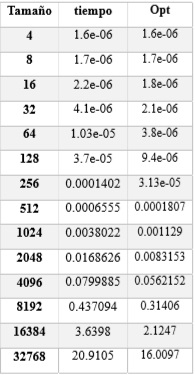 Tamaño tiempo Opt
4 1.6e-06 1.6e-06
8 1.7e-06 1.7e-06
16 2.2e-06 1.8e-06
32 4.1e-06 2.1e-06
64 1.03e-05 3.8e-06
128 3.7e-05 9.4e-06
256 0.0001402 3.13e-05
512 0.0006555 0.0001807
1024 0.0038022 0.001129
2048 0.0168626 0.0083153
4096 0.0799885 0.0562152
8192 0.437094 0.31406
16384 3.6398 2.1247
32768 20.9105 16.0097